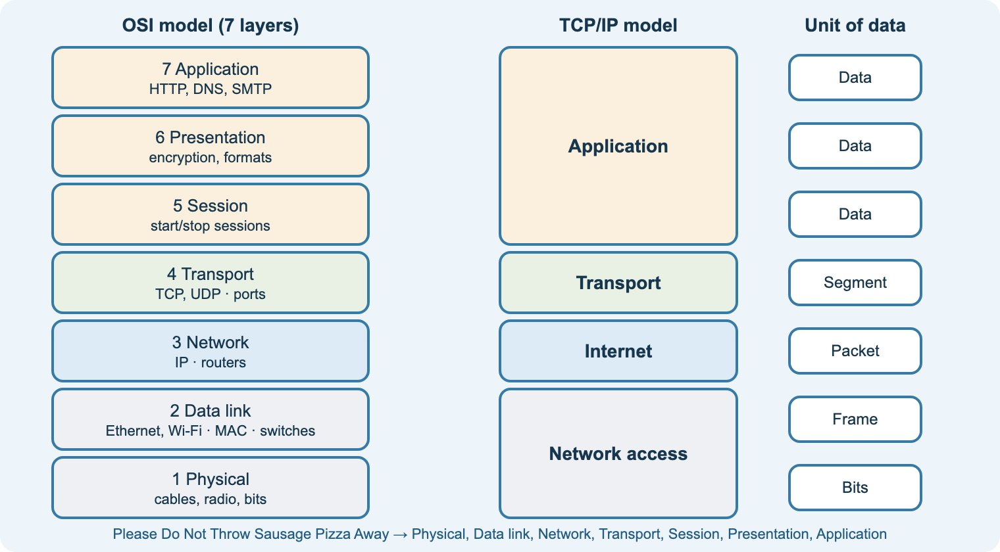 OSI model (7 layers)
TCP/IP model
Unit of data
7 Application
HTTP, DNS, SMTP
6 Presentation
encryption, formats
5 Session
start/stop sessions
4 Transport
TCP, UDP · ports
3 Network
IP · routers
2 Data link
Ethernet, Wi-Fi · MAC · switches
1 Physical
cables, radio, bits
Application
Transport
Internet
Network access
Data
Data
Data
Segment
Packet
Frame
Bits
Please Do Not Throw Sausage Pizza Away → Physical, Data link, Network, Transport, Session, Presentation, Application